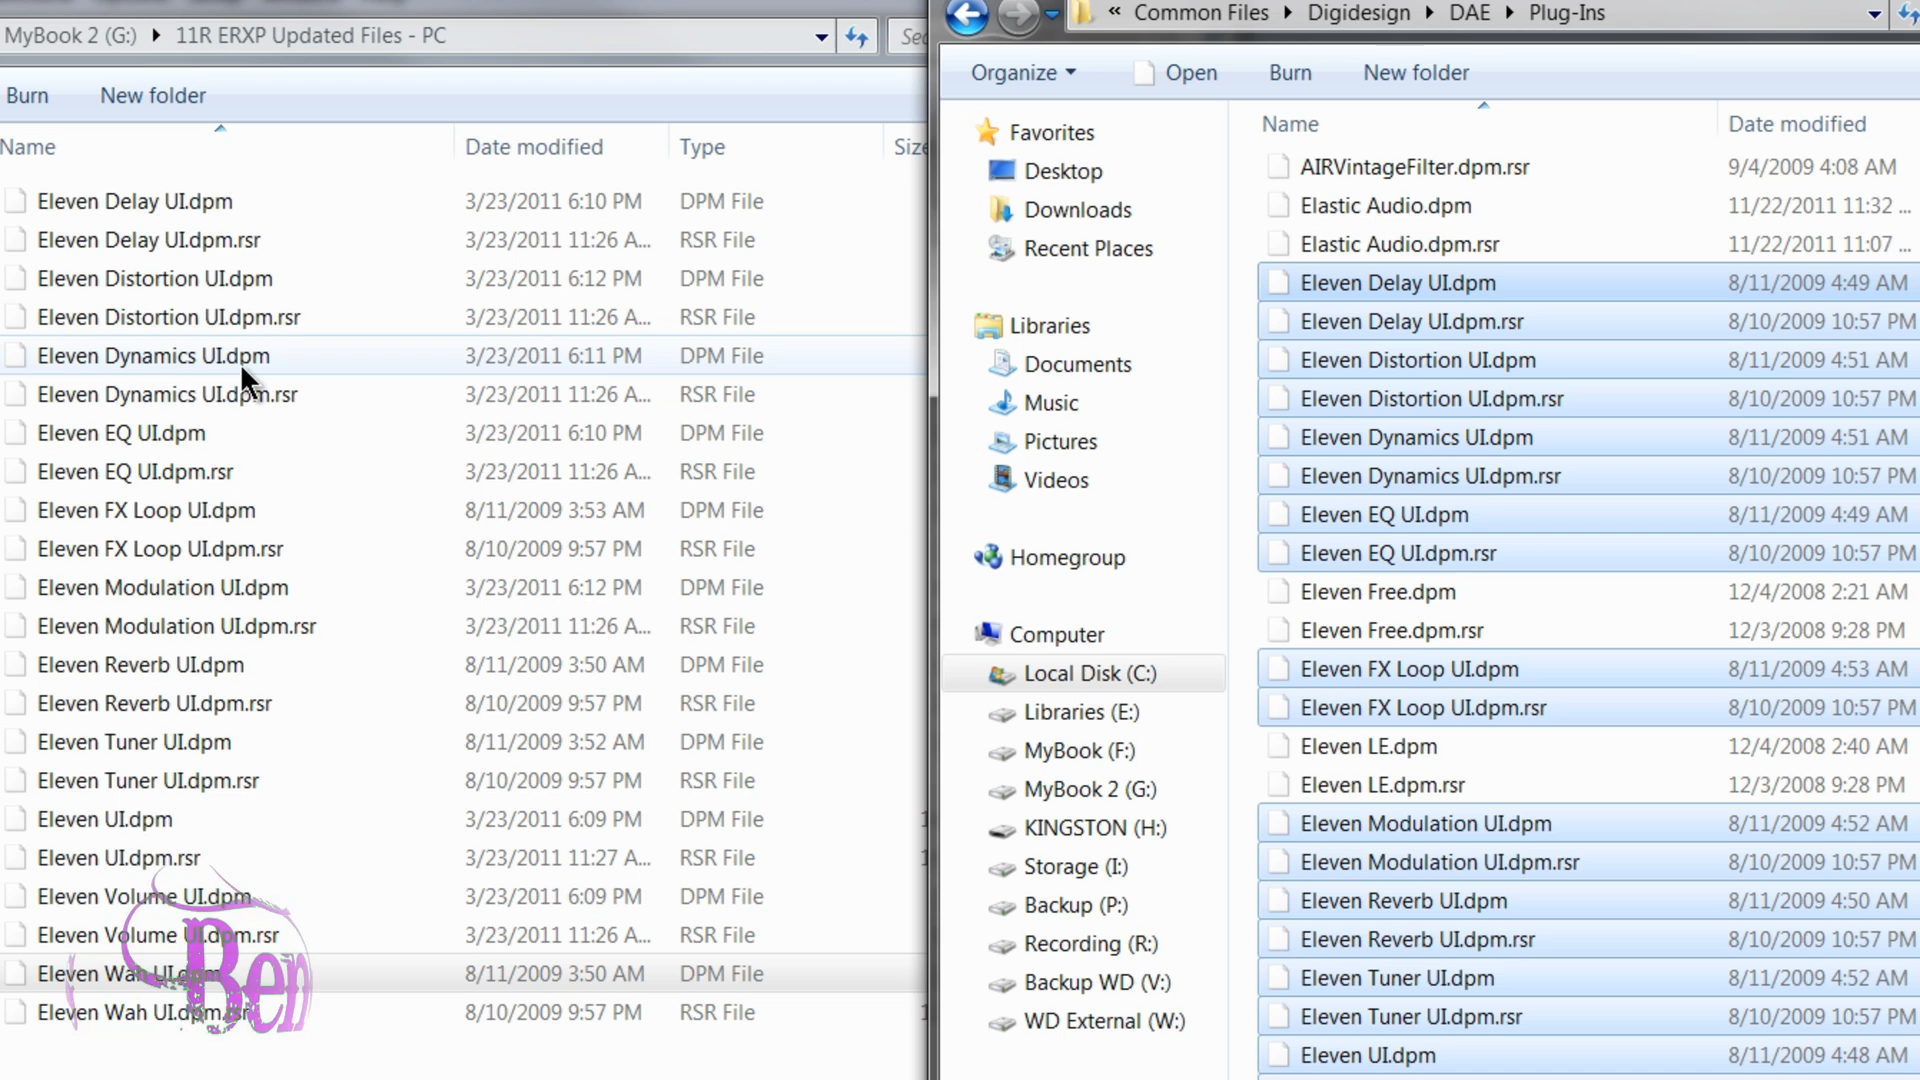 MyBook 2 (G:) ▸ 11R ERXP Updated Files - PC
Burn New folder
Name Date modified Type Size
Eleven Delay UI.dpm 3/23/2011 6:10 PM DPM File
Eleven Delay UI.dpm.rsr 3/23/2011 11:26 A... RSR File
Eleven Distortion UI.dpm 3/23/2011 6:12 PM DPM File
Eleven Distortion UI.dpm.rsr 3/23/2011 11:26 A... RSR File
Eleven Dynamics UI.dpm 3/23/2011 6:11 PM DPM File
Eleven Dynamics UI.dpm.rsr 3/23/2011 11:26 A... RSR File
Eleven EQ UI.dpm 3/23/2011 6:10 PM DPM File
Eleven EQ UI.dpm.rsr 3/23/2011 11:26 A... RSR File
Eleven FX Loop UI.dpm 8/11/2009 3:53 AM DPM File
Eleven FX Loop UI.dpm.rsr 8/10/2009 9:57 PM RSR File
Eleven Modulation UI.dpm 3/23/2011 6:12 PM DPM File
Eleven Modulation UI.dpm.rsr 3/23/2011 11:26 A... RSR File
Eleven Reverb UI.dpm 8/11/2009 3:50 AM DPM File
Eleven Reverb UI.dpm.rsr 8/10/2009 9:57 PM RSR File
Eleven Tuner UI.dpm 8/11/2009 3:52 AM DPM File
Eleven Tuner UI.dpm.rsr 8/10/2009 9:57 PM RSR File
Eleven UI.dpm 3/23/2011 6:09 PM DPM File
Eleven UI.dpm.rsr 3/23/2011 11:27 A... RSR File
Eleven Volume UI.dpm 3/23/2011 6:09 PM DPM File
Eleven Volume UI.dpm.rsr 3/23/2011 11:26 A... RSR File
Eleven Wah UI.dpm 8/11/2009 3:50 AM DPM File
Eleven Wah UI.dpm.rsr 8/10/2009 9:57 PM RSR File
Ben
« Common Files ▸ Digidesign ▸ DAE ▸ Plug-Ins
Organize Open Burn New folder
Favorites
Desktop
Downloads
Recent Places
Libraries
Documents
Music
Pictures
Videos
Homegroup
Computer
Local Disk (C:)
Libraries (E:)
MyBook (F:)
MyBook 2 (G:)
KINGSTON (H:)
Storage (I:)
Backup (P:)
Recording (R:)
Backup WD (V:)
WD External (W:)
Name Date modified
AIRVintageFilter.dpm.rsr 9/4/2009 4:08 AM
Elastic Audio.dpm 11/22/2011 11:32 ...
Elastic Audio.dpm.rsr 11/22/2011 11:07 ...
Eleven Delay UI.dpm 8/11/2009 4:49 AM
Eleven Delay UI.dpm.rsr 8/10/2009 10:57 PM
Eleven Distortion UI.dpm 8/11/2009 4:51 AM
Eleven Distortion UI.dpm.rsr 8/10/2009 10:57 PM
Eleven Dynamics UI.dpm 8/11/2009 4:51 AM
Eleven Dynamics UI.dpm.rsr 8/10/2009 10:57 PM
Eleven EQ UI.dpm 8/11/2009 4:49 AM
Eleven EQ UI.dpm.rsr 8/10/2009 10:57 PM
Eleven Free.dpm 12/4/2008 2:21 AM
Eleven Free.dpm.rsr 12/3/2008 9:28 PM
Eleven FX Loop UI.dpm 8/11/2009 4:53 AM
Eleven FX Loop UI.dpm.rsr 8/10/2009 10:57 PM
Eleven LE.dpm 12/4/2008 2:40 AM
Eleven LE.dpm.rsr 12/3/2008 9:28 PM
Eleven Modulation UI.dpm 8/11/2009 4:52 AM
Eleven Modulation UI.dpm.rsr 8/10/2009 10:57 PM
Eleven Reverb UI.dpm 8/11/2009 4:50 AM
Eleven Reverb UI.dpm.rsr 8/10/2009 10:57 PM
Eleven Tuner UI.dpm 8/11/2009 4:52 AM
Eleven Tuner UI.dpm.rsr 8/10/2009 10:57 PM
Eleven UI.dpm 8/11/2009 4:48 AM